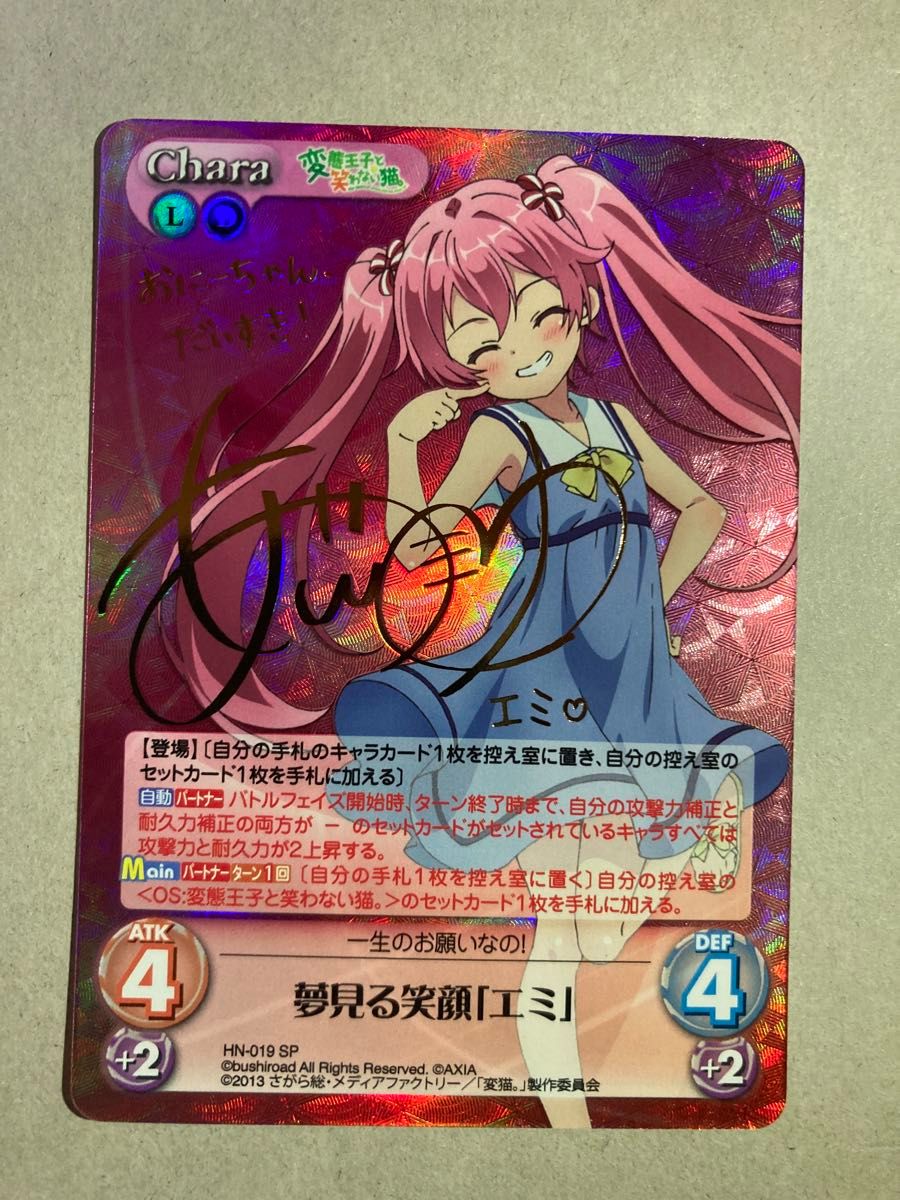 Chara
変態王子と
笑わない猫。
L
おにーちゃん
だいすき!
エミ♡
【登場】〔自分の手札のキャラカード1枚を控え室に置き、自分の控え室の
セットカード1枚を手札に加える〕
自動 パートナー バトルフェイズ開始時、ターン終了時まで、自分の攻撃力補正と
耐久力補正の両方が － のセットカードがセットされているキャラすべては
攻撃力と耐久力が2上昇する。
Main パートナー ターン1回 〔自分の手札1枚を控え室に置く〕自分の控え室の
<OS:変態王子と笑わない猫。>のセットカード1枚を手札に加える。
ATK
4
+2
一生のお願いなの!
夢見る笑顔「エミ」
DEF
4
+2
HN-019 SP
©bushiroad All Rights Reserved. ©AXIA
©2013 さがら総・メディアファクトリー/「変猫。」製作委員会